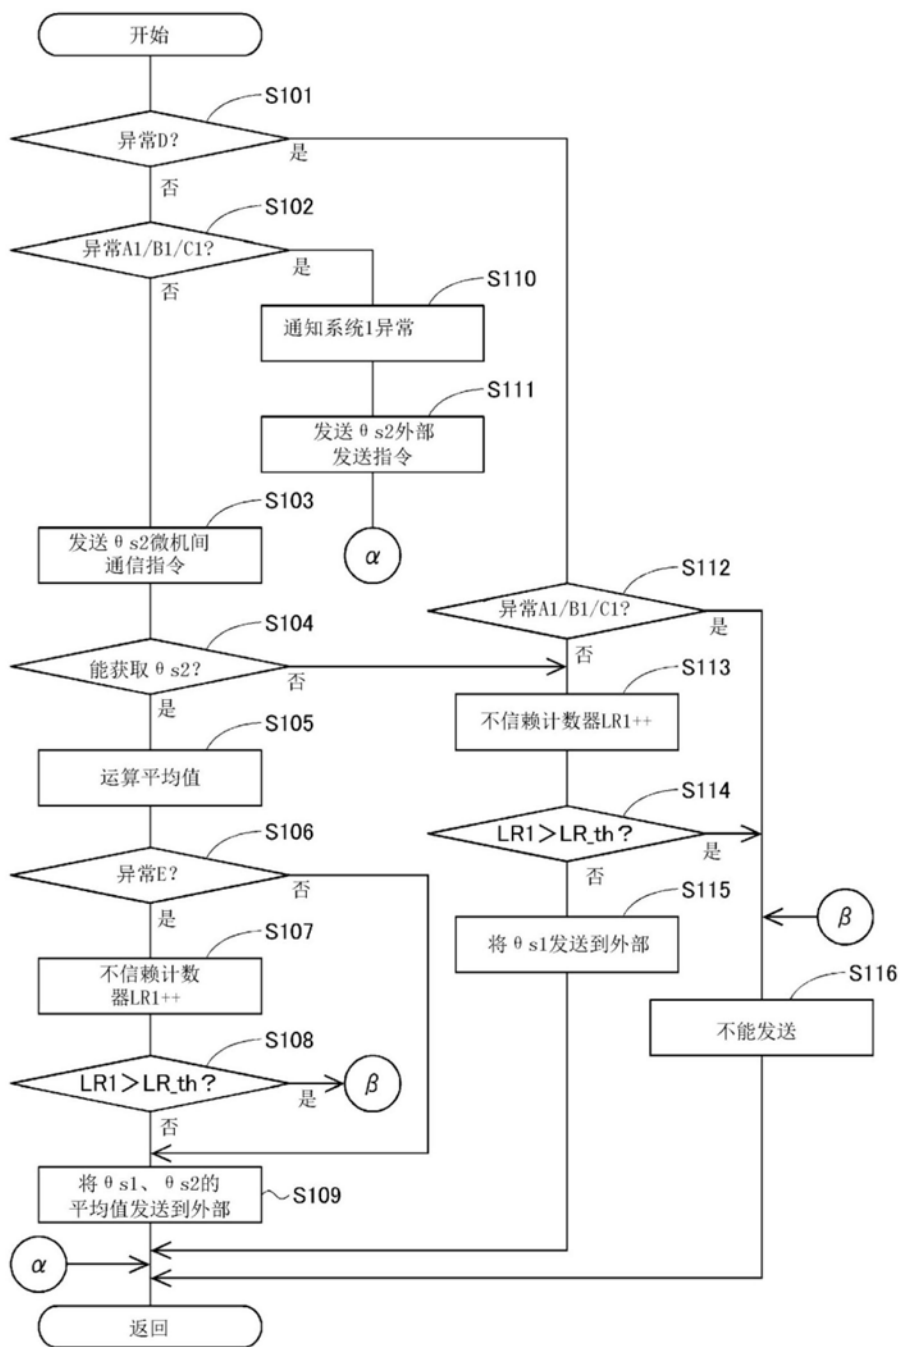 开始
S101
异常D?
是
否
S102
异常A1/B1/C1?
是
否
S110
通知系统1异常
S111
发送θs2外部
发送指令
α
S103
发送θs2微机间
通信指令
S104
能获取θs2?
否
是
S105
运算平均值
S106
异常E?
否
是
S107
不信赖计数
器LR1++
S108
LR1>LR_th?
是
β
否
将θs1、θs2的
平均值发送到外部
S109
α
返回
S112
异常A1/B1/C1?
是
否
S113
不信赖计数器LR1++
S114
LR1>LR_th?
是
否
S115
将θs1发送到外部
β
S116
不能发送